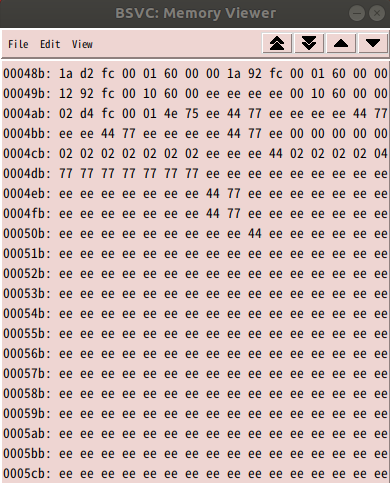 BSVC: Memory Viewer
File Edit View
00048b: 1a d2 fc 00 01 60 00 00 1a 92 fc 00 01 60 00 00
00049b: 12 92 fc 00 10 60 00 ee ee ee ee 00 10 60 00 00
0004ab: 02 d4 fc 00 01 4e 75 ee 44 77 ee ee ee ee 44 77
0004bb: ee ee 44 77 ee ee ee ee 44 77 ee 00 00 00 00 00
0004cb: 02 02 02 02 02 02 02 ee ee ee 44 02 02 02 02 04
0004db: 77 77 77 77 77 77 77 ee ee ee ee ee ee ee ee ee
0004eb: ee ee ee ee ee ee ee 44 77 ee ee ee ee ee ee ee
0004fb: ee ee ee ee ee ee ee 44 77 ee ee ee ee ee ee ee
00050b: ee ee ee ee ee ee ee ee ee 44 ee ee ee ee ee ee
00051b: ee ee ee ee ee ee ee ee ee ee ee ee ee ee ee ee
00052b: ee ee ee ee ee ee ee ee ee ee ee ee ee ee ee ee
00053b: ee ee ee ee ee ee ee ee ee ee ee ee ee ee ee ee
00054b: ee ee ee ee ee ee ee ee ee ee ee ee ee ee ee ee
00055b: ee ee ee ee ee ee ee ee ee ee ee ee ee ee ee ee
00056b: ee ee ee ee ee ee ee ee ee ee ee ee ee ee ee ee
00057b: ee ee ee ee ee ee ee ee ee ee ee ee ee ee ee ee
00058b: ee ee ee ee ee ee ee ee ee ee ee ee ee ee ee ee
00059b: ee ee ee ee ee ee ee ee ee ee ee ee ee ee ee ee
0005ab: ee ee ee ee ee ee ee ee ee ee ee ee ee ee ee ee
0005bb: ee ee ee ee ee ee ee ee ee ee ee ee ee ee ee ee
0005cb: ee ee ee ee ee ee ee ee ee ee ee ee ee ee ee ee